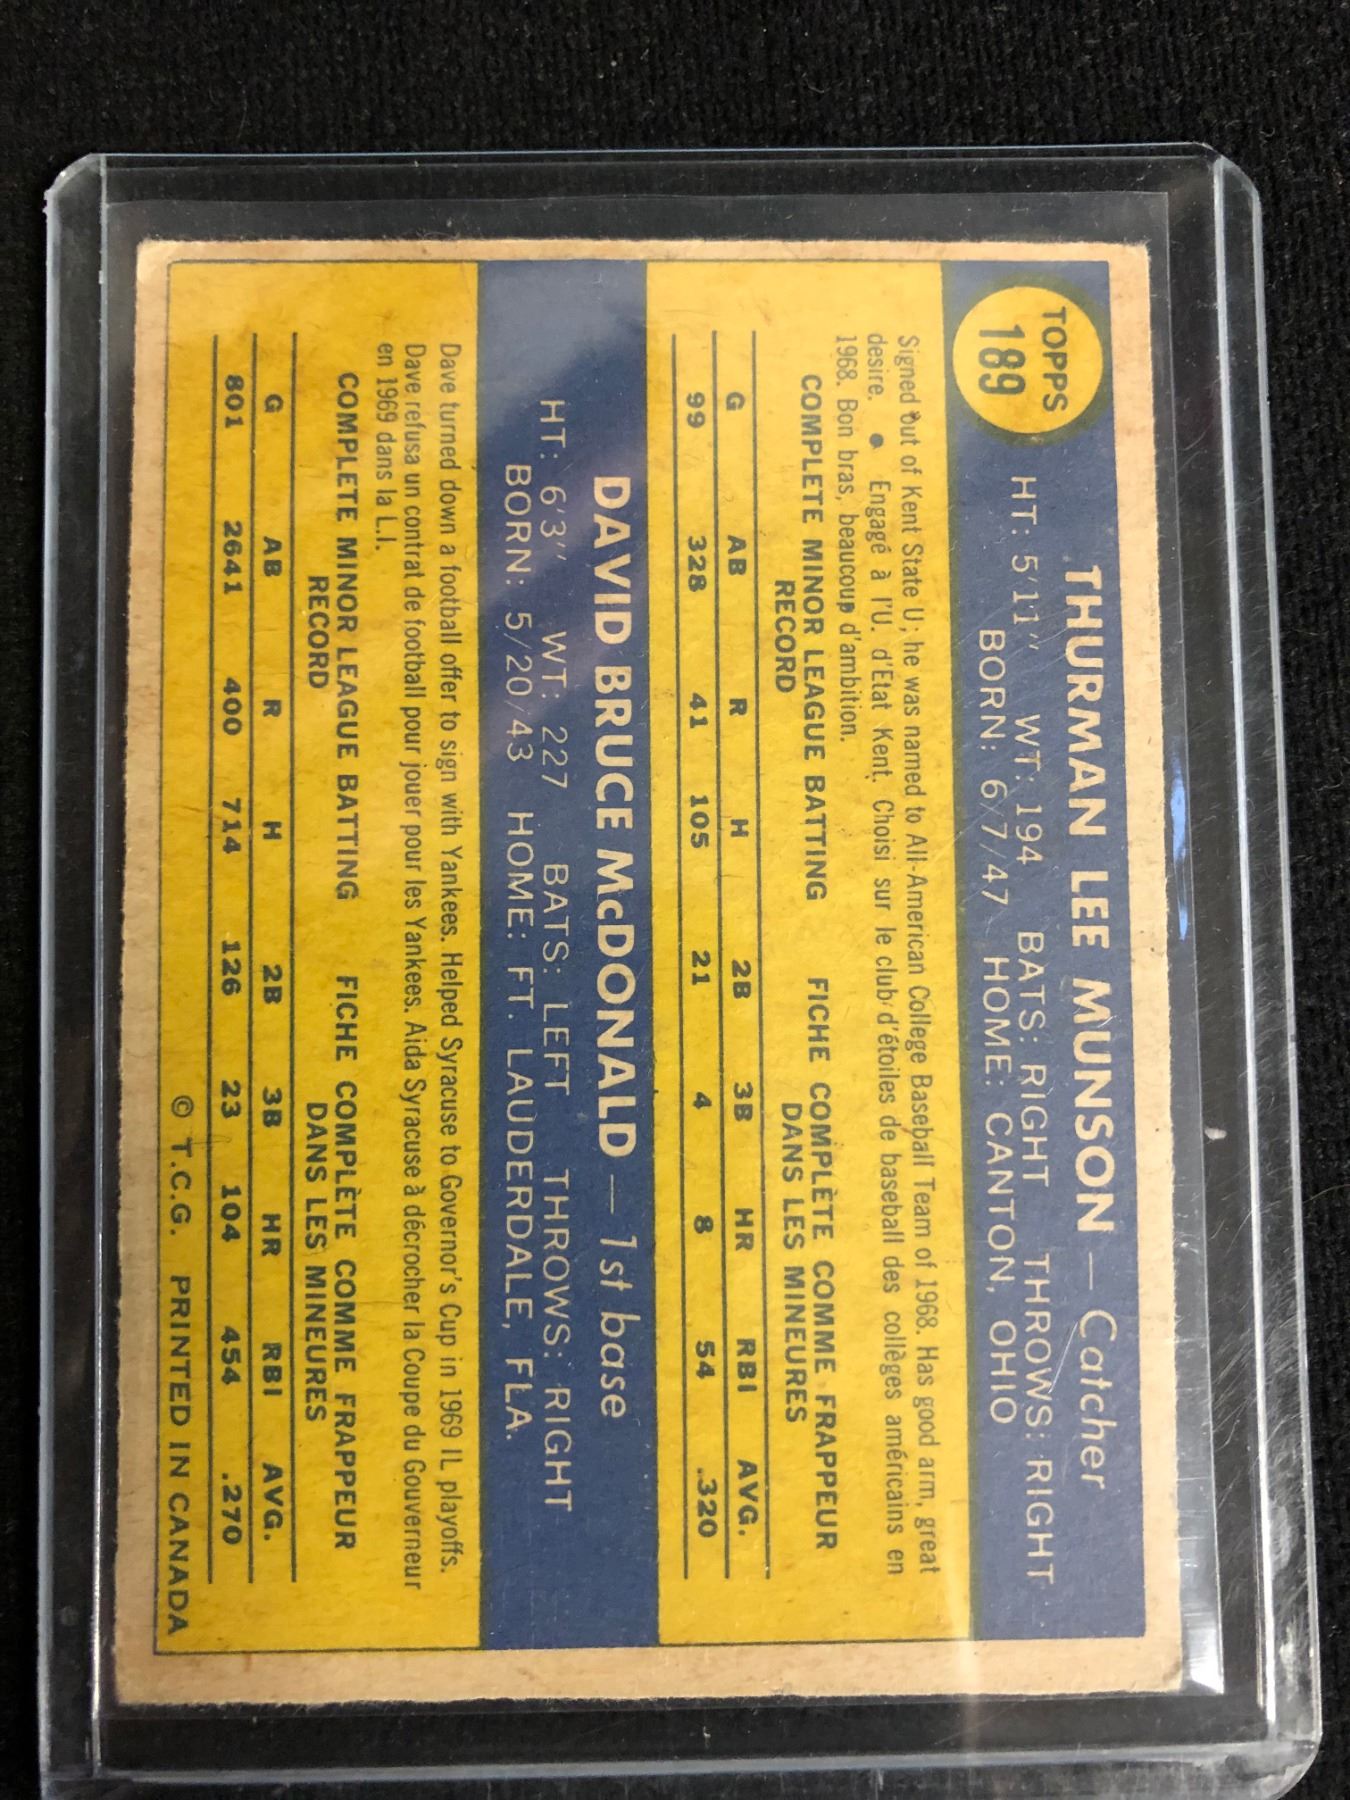 TOPPS
189
THURMAN LEE MUNSON — Catcher
HT: 5'11" WT: 194 BATS: RIGHT THROWS: RIGHT
BORN: 6/7/47 HOME: CANTON, OHIO
Signed out of Kent State U; he was named to All-American College Baseball Team of 1968. Has good arm, great
desire. ● Engagé à l'U. d'Etat Kent. Choisi sur le club d'étoiles de baseball des collèges américains en
1968. Bon bras, beaucoup d'ambition.
COMPLETE MINOR LEAGUE BATTING FICHE COMPLÈTE COMME FRAPPEUR
RECORD DANS LES MINEURES
G AB R H 2B 3B HR RBI AVG.
99 328 41 105 21 4 8 54 .320
DAVID BRUCE McDONALD — 1st base
HT: 6'3" WT: 227 BATS: LEFT THROWS: RIGHT
BORN: 5/20/43 HOME: FT. LAUDERDALE, FLA.
Dave turned down a football offer to sign with Yankees. Helped Syracuse to Governor's Cup in 1969 IL playoffs.
Dave refusa un contrat de football pour jouer pour les Yankees. Aida Syracuse à décrocher la Coupe du Gouverneur
en 1969 dans la L.I.
COMPLETE MINOR LEAGUE BATTING FICHE COMPLÈTE COMME FRAPPEUR
RECORD DANS LES MINEURES
G AB R H 2B 3B HR RBI AVG.
801 2641 400 714 126 23 104 454 .270
© T.C.G. PRINTED IN CANADA